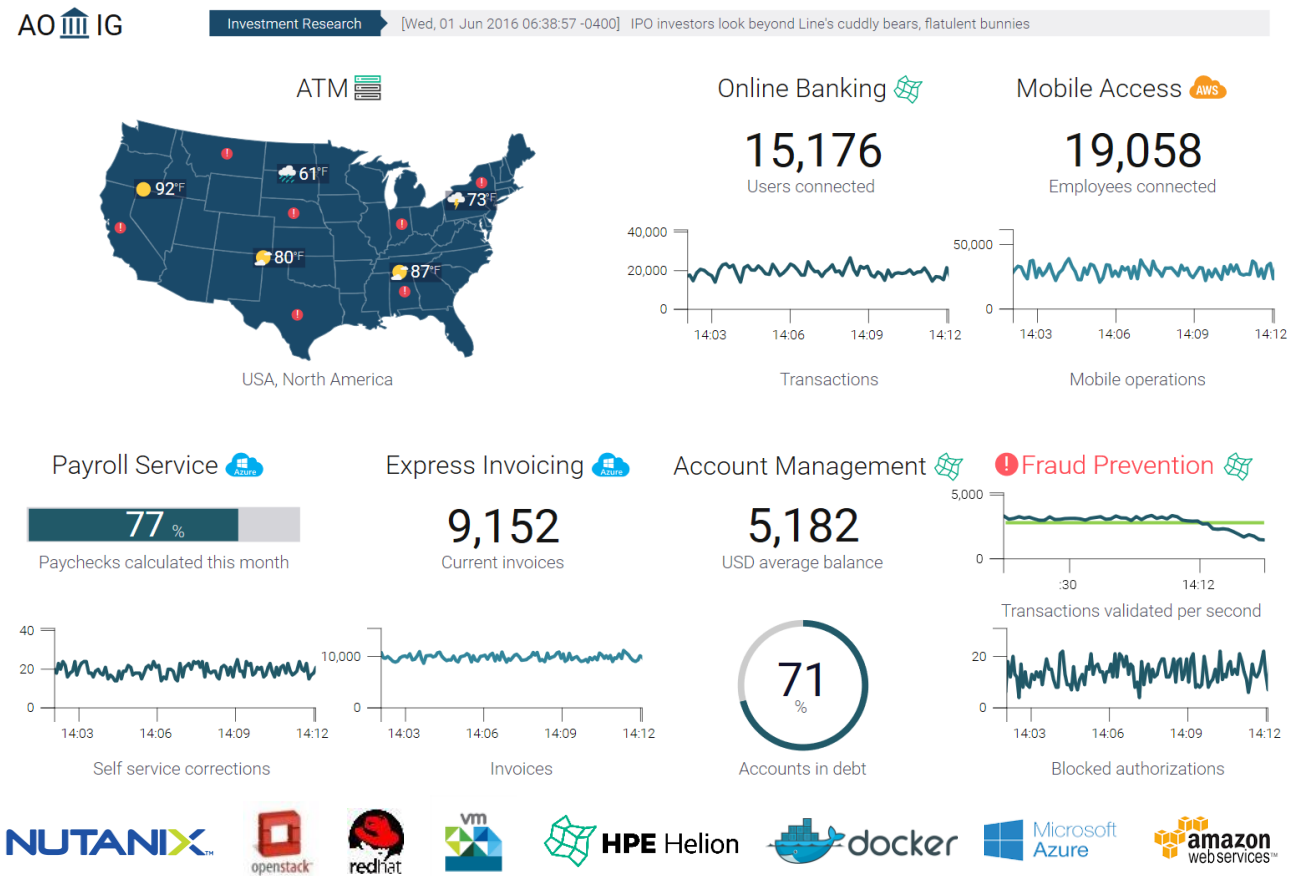 AO IG
Investment Research [Wed, 01 Jun 2016 06:38:57 -0400] IPO investors look beyond Line's cuddly bears, flatulent bunnies
ATM
61°F
92°F
73°F
80°F
87°F
USA, North America
Online Banking
15,176
Users connected
40,000
20,000
0
14:03 14:06 14:09 14:12
Transactions
Mobile Access AWS
19,058
Employees connected
50,000
0
14:03 14:06 14:09 14:12
Mobile operations
Payroll Service Azure
77 %
Paychecks calculated this month
40
20
0
14:03 14:06 14:09 14:12
Self service corrections
Express Invoicing Azure
9,152
Current invoices
10,000
0
14:03 14:06 14:09 14:12
Invoices
Account Management
5,182
USD average balance
71
%
Accounts in debt
! Fraud Prevention
5,000
0
:30 14:12
Transactions validated per second
20
0
14:03 14:06 14:09 14:12
Blocked authorizations
NUTANIX™
openstack™
redhat
vm
HPE Helion
docker
Microsoft
Azure
amazon
web services™